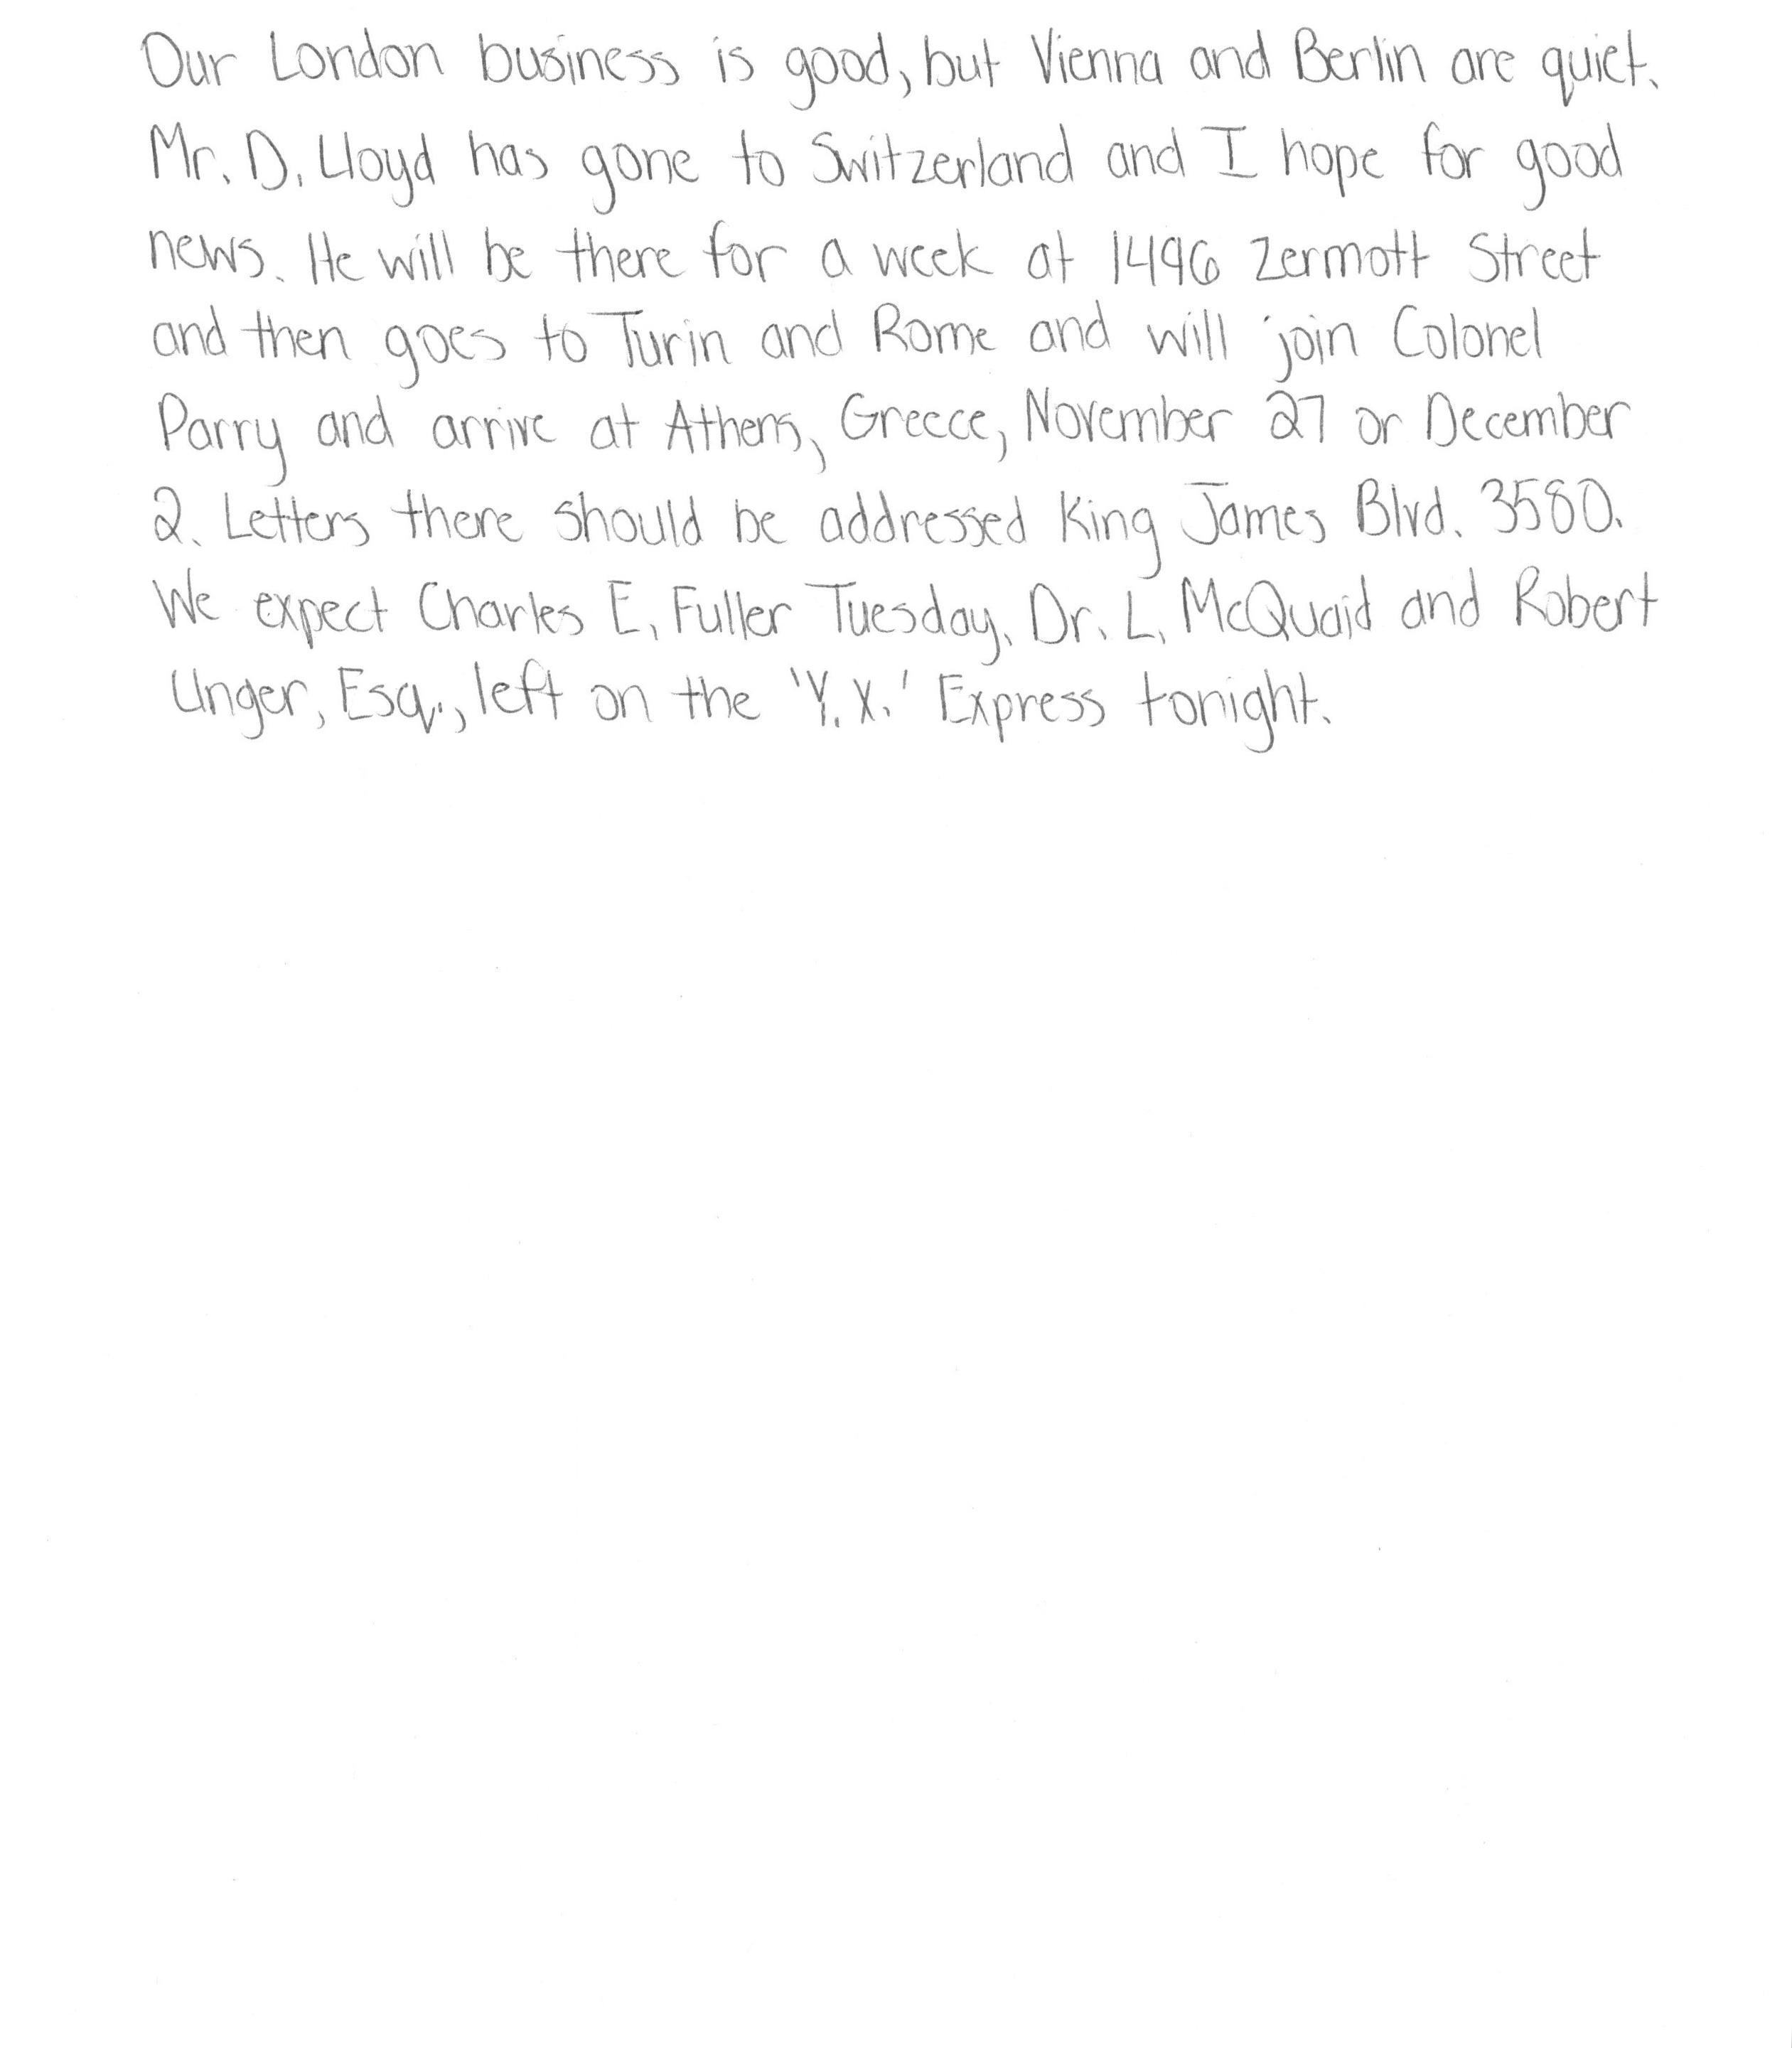 Our London business is good, but Vienna and Berlin are quiet.
Mr. D. Lloyd has gone to Switzerland and I hope for good
news. He will be there for a week at 1496 Zermott Street
and then goes to Turin and Rome and will join Colonel
Parry and arrive at Athens, Greece, November 27 or December
2. Letters there should be addressed King James Blvd. 3580.
We expect Charles E. Fuller Tuesday. Dr. L. McQuaid and Robert
Unger, Esq., left on the 'Y.X.' Express tonight.